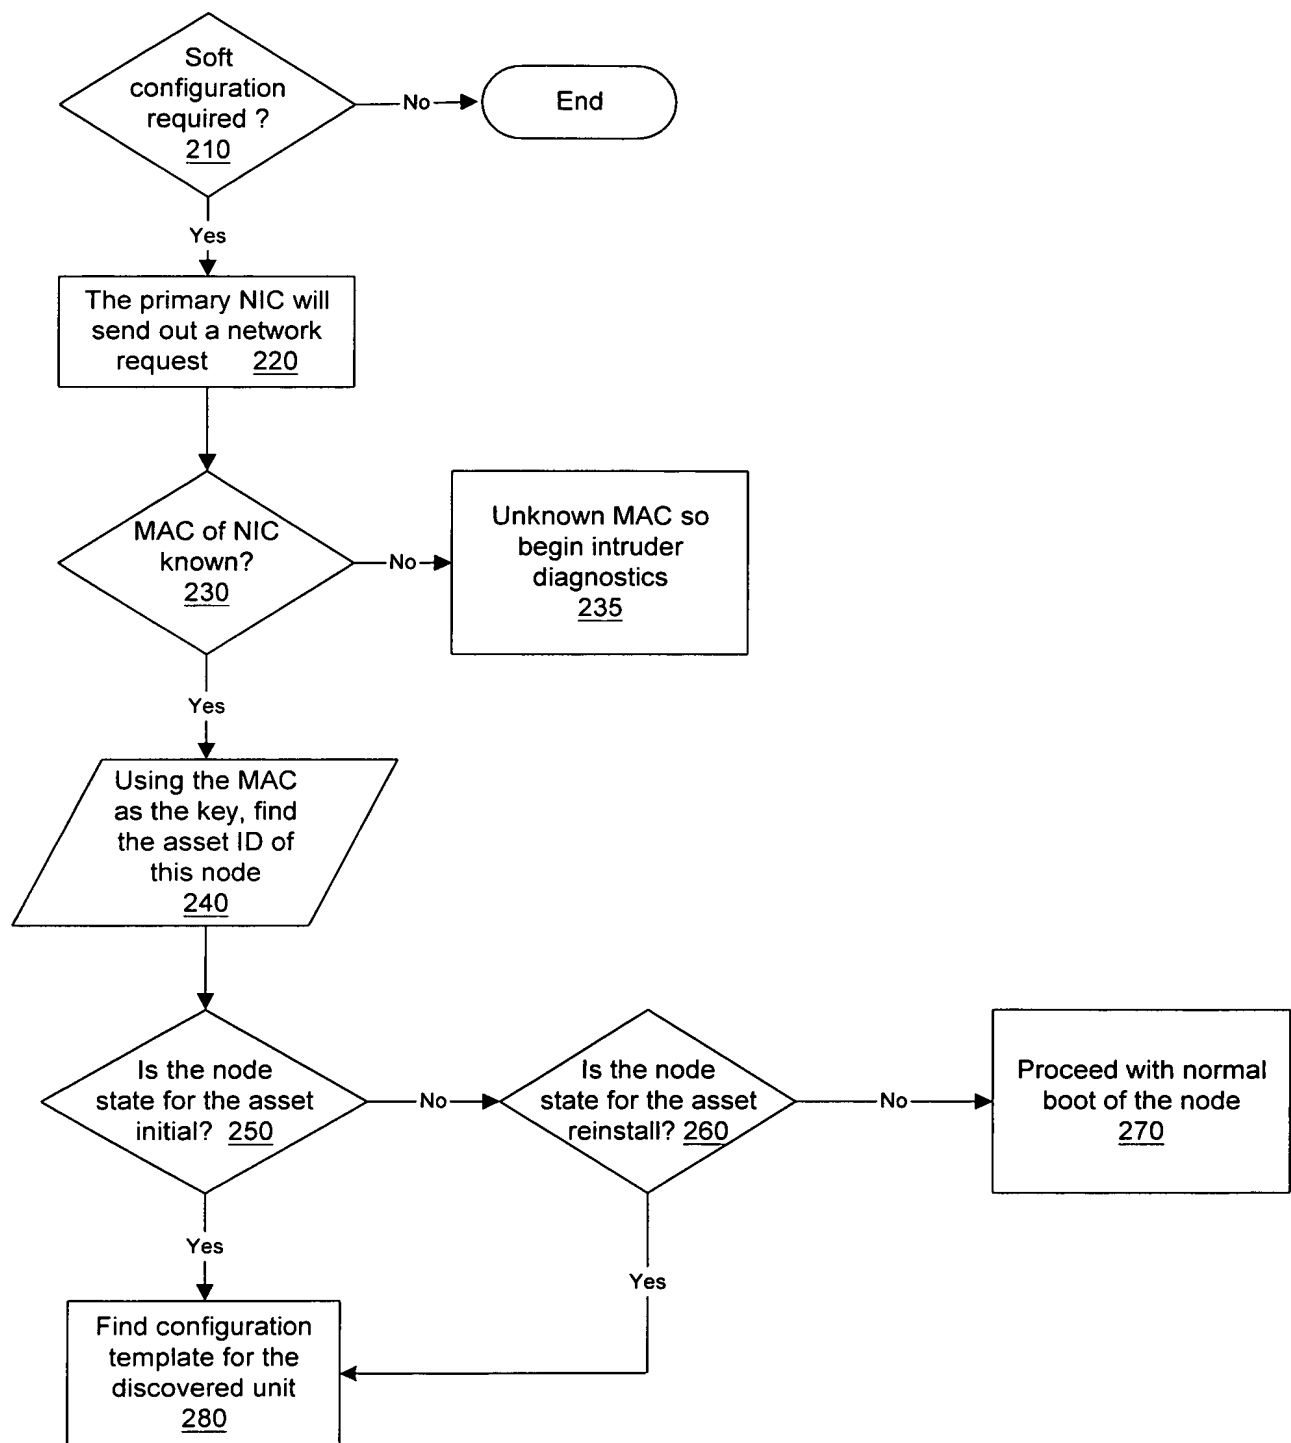 Soft
configuration
required ?
210
No
End
Yes
The primary NIC will
send out a network
request 220
MAC of NIC
known?
230
No
Unknown MAC so
begin intruder
diagnostics
235
Yes
Using the MAC
as the key, find
the asset ID of
this node
240
Is the node
state for the asset
initial? 250
No
Is the node
state for the asset
reinstall? 260
No
Proceed with normal
boot of the node
270
Yes
Yes
Find configuration
template for the
discovered unit
280